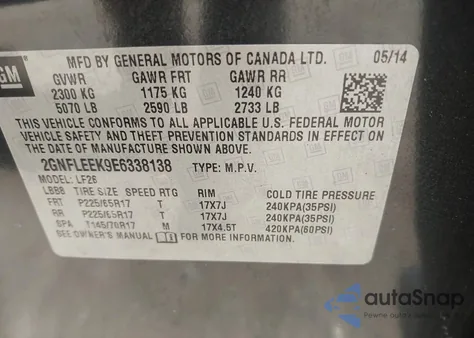 GM
MFD BY GENERAL MOTORS OF CANADA LTD. 05/14
GVWR GAWR FRT GAWR RR
2300 KG 1175 KG 1240 KG
5070 LB 2590 LB 2733 LB
THIS VEHICLE CONFORMS TO ALL APPLICABLE U.S. FEDERAL MOTOR
VEHICLE SAFETY, BUMPER, AND THEFT PREVENTION STANDARDS
IN EFFECT ON THE DATE OF MANUFACTURE SHOWN ABOVE.
2GNFLEEK9E6338138 TYPE: M.P.V.
MODEL: LF26
LBB8 TIRE SIZE SPEED RTG RIM COLD TIRE PRESSURE
FRT P225/65R17 T 17X7J 240KPA(35PSI)
RR P225/65R17 T 17X7J 240KPA(35PSI)
SPA T145/70R17 M 17X4.5T 420KPA(60PSI)
SEE OWNER'S MANUAL FOR MORE INFORMATION
autoSnap